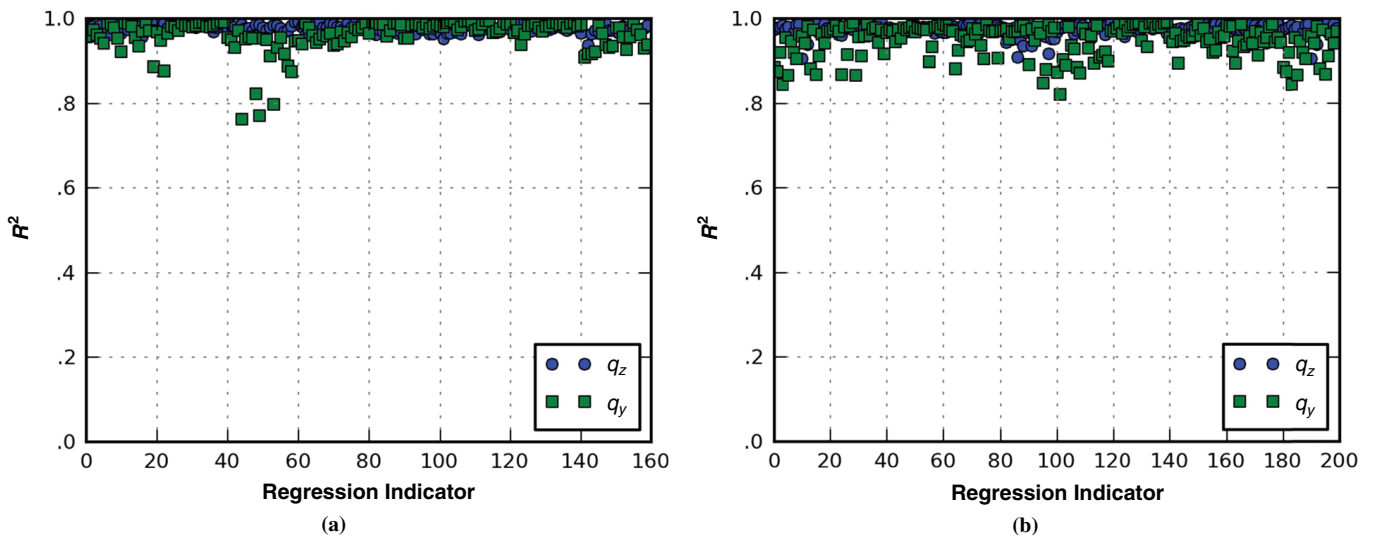 1.0
.8
.6
.4
.2
.0
R²
0 20 40 60 80 100 120 140 160
Regression Indicator
qz
qy
(a)
1.0
.8
.6
.4
.2
.0
R²
0 20 40 60 80 100 120 140 160 180 200
Regression Indicator
qz
qy
(b)